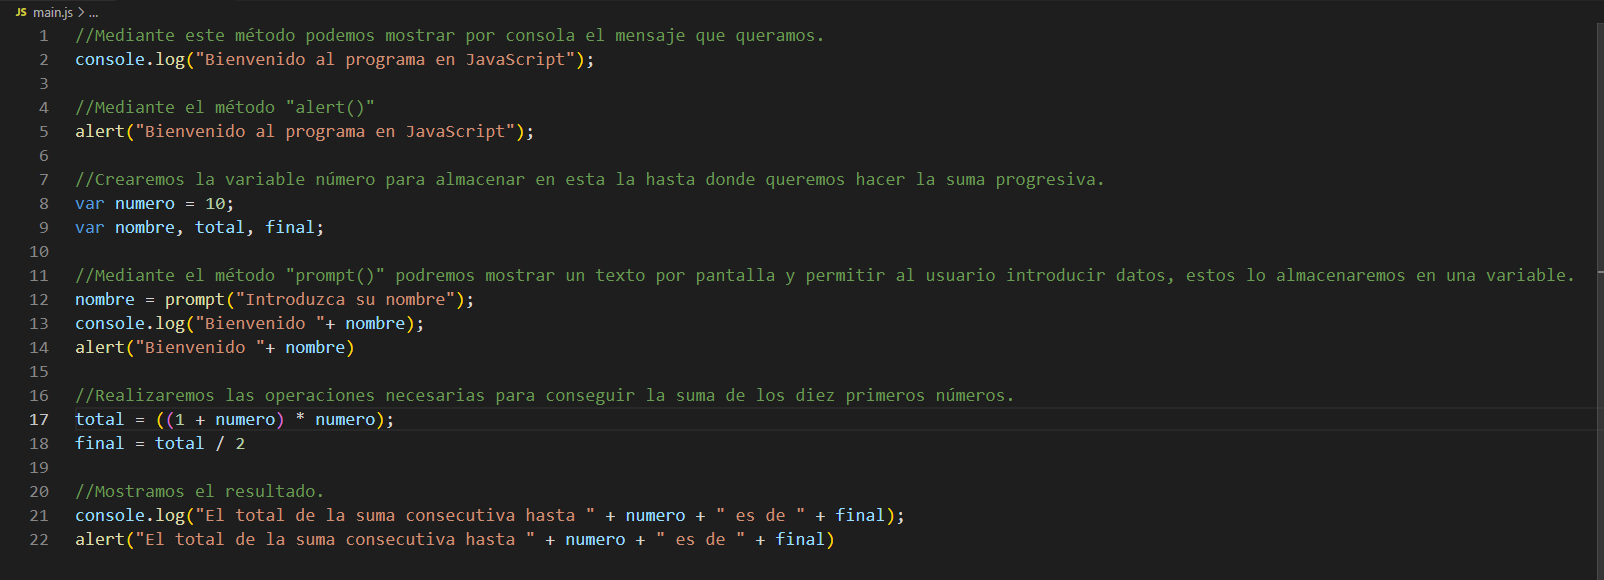 JS main.js > ...
1 //Mediante este método podemos mostrar por consola el mensaje que queramos.
2 console.log("Bienvenido al programa en JavaScript");
3
4 //Mediante el método "alert()"
5 alert("Bienvenido al programa en JavaScript");
6
7 //Crearemos la variable número para almacenar en esta la hasta donde queremos hacer la suma progresiva.
8 var numero = 10;
9 var nombre, total, final;
10
11 //Mediante el método "prompt()" podremos mostrar un texto por pantalla y permitir al usuario introducir datos, estos lo almacenaremos en una variable.
12 nombre = prompt("Introduzca su nombre");
13 console.log("Bienvenido "+ nombre);
14 alert("Bienvenido "+ nombre)
15
16 //Realizaremos las operaciones necesarias para conseguir la suma de los diez primeros números.
17 total = ((1 + numero) * numero);
18 final = total / 2
19
20 //Mostramos el resultado.
21 console.log("El total de la suma consecutiva hasta " + numero + " es de " + final);
22 alert("El total de la suma consecutiva hasta " + numero + " es de " + final)